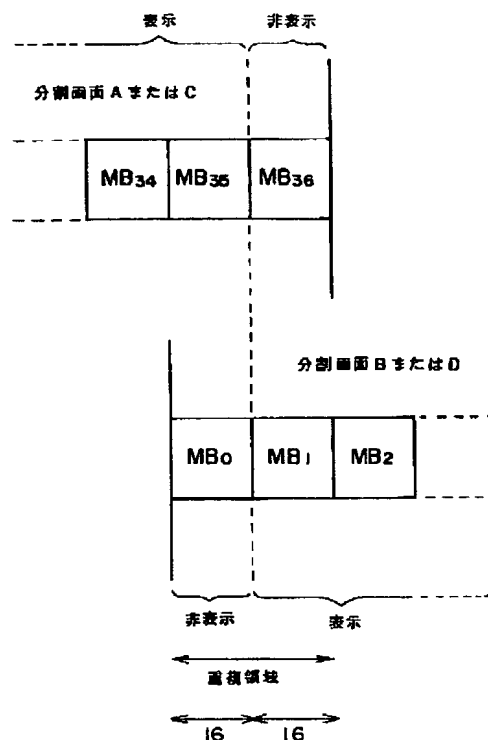 表示 非表示
分割画面AまたはC
MB34 MB35 MB36
分割画面BまたはD
MB0 MB1 MB2
非表示 表示
重複領域
16 16